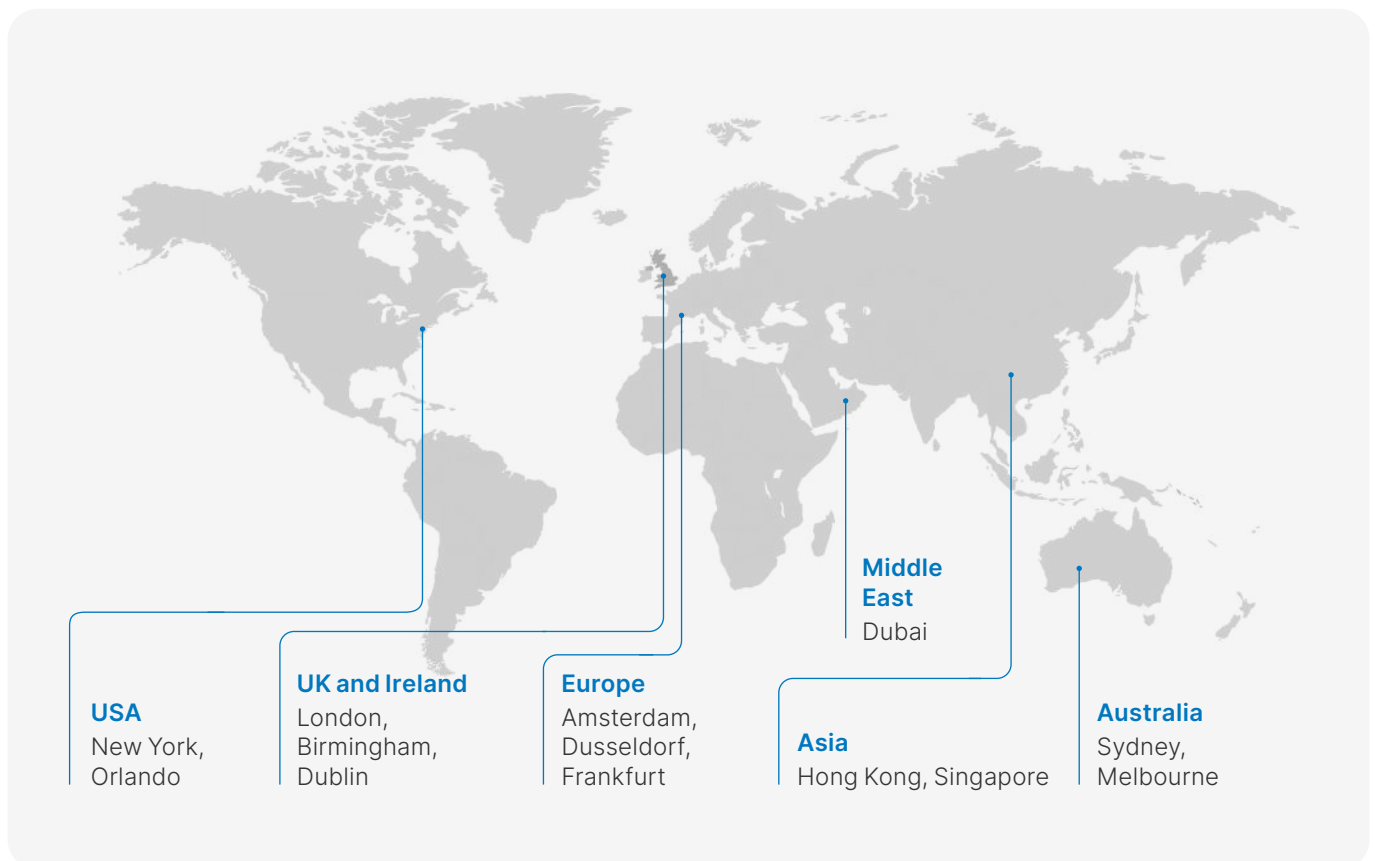 USA
New York,
Orlando
UK and Ireland
London,
Birmingham,
Dublin
Europe
Amsterdam,
Dusseldorf,
Frankfurt
Middle
East
Dubai
Asia
Hong Kong, Singapore
Australia
Sydney,
Melbourne